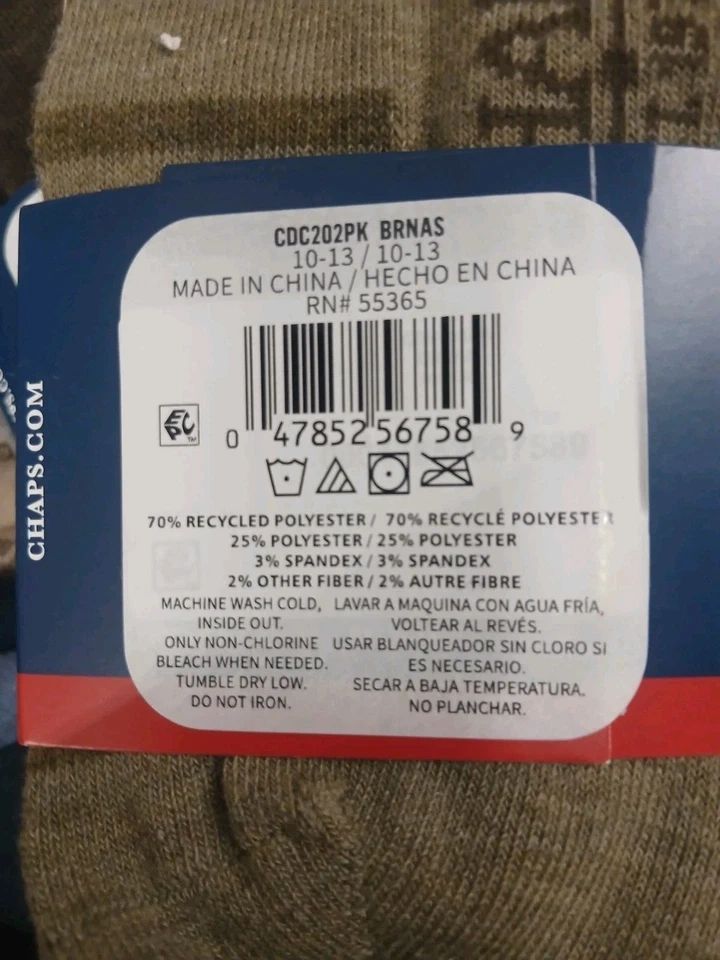 CDC202PK BRNAS
10-13 / 10-13
MADE IN CHINA / HECHO EN CHINA
RN# 55365
EPC TM
0 47852 56758 9
70% RECYCLED POLYESTER / 70% RECYCLÉ POLYESTER
25% POLYESTER / 25% POLYESTER
3% SPANDEX / 3% SPANDEX
2% OTHER FIBER / 2% AUTRE FIBRE
MACHINE WASH COLD,
INSIDE OUT.
ONLY NON-CHLORINE
BLEACH WHEN NEEDED.
TUMBLE DRY LOW.
DO NOT IRON.
LAVAR A MAQUINA CON AGUA FRÍA,
VOLTEAR AL REVÉS.
USAR BLANQUEADOR SIN CLORO SI
ES NECESARIO.
SECAR A BAJA TEMPERATURA.
NO PLANCHAR.
CHAPS.COM